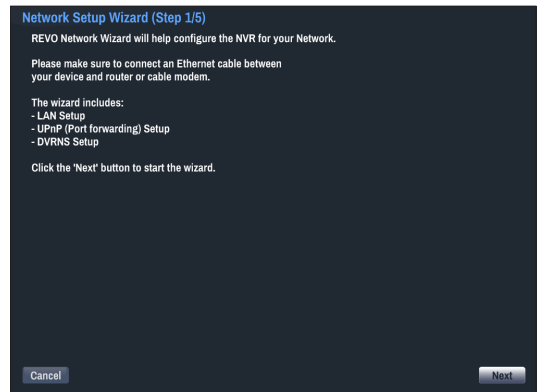 Network Setup Wizard (Step 1/5)
REVO Network Wizard will help configure the NVR for your Network.
Please make sure to connect an Ethernet cable between
your device and router or cable modem.
The wizard includes:
- LAN Setup
- UPnP (Port forwarding) Setup
- DVRNS Setup
Click the 'Next' button to start the wizard.
Cancel
Next